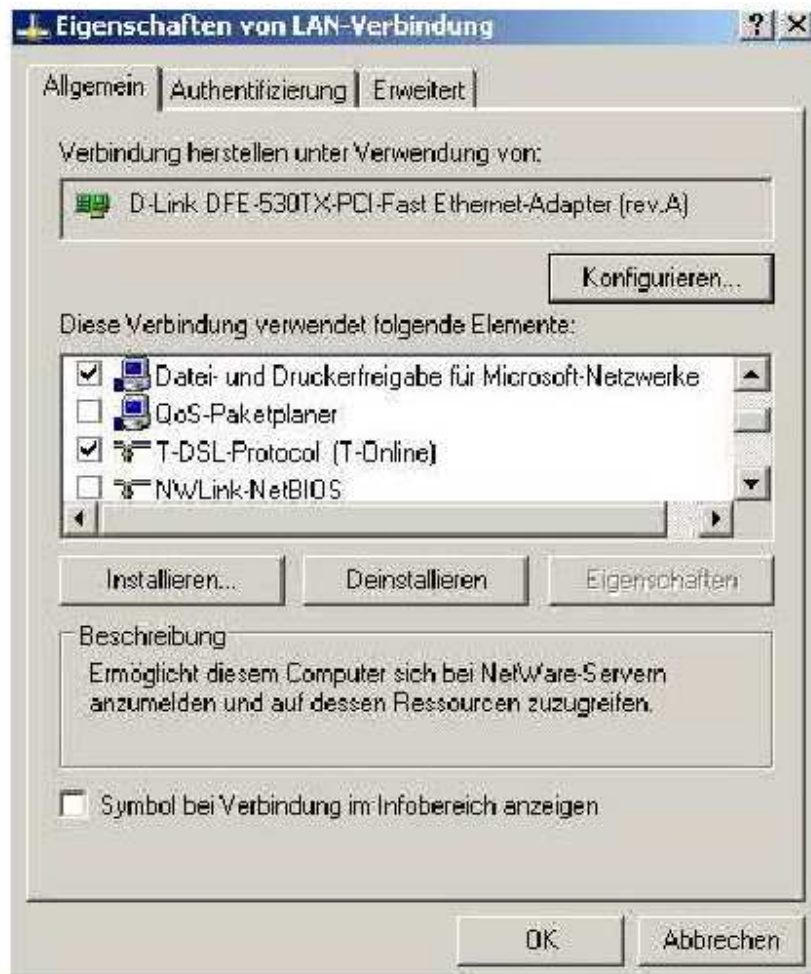 Eigenschaften von LAN-Verbindung
Allgemein Authentifizierung Erweitert
Verbindung herstellen unter Verwendung von:
D-Link DFE-530TX-PCI-Fast Ethernet-Adapter (rev.A)
Konfigurieren...
Diese Verbindung verwendet folgende Elemente:
Datei- und Druckerfreigabe für Microsoft-Netzwerke
QoS-Paketplaner
T-DSL-Protocol (T-Online)
NWLink-NetBIOS
Installieren... Deinstallieren Eigenschaften
Beschreibung
Ermöglicht diesem Computer sich bei NetWare-Servern
anzumelden und auf dessen Ressourcen zuzugreifen.
Symbol bei Verbindung im Infobereich anzeigen
OK Abbrechen